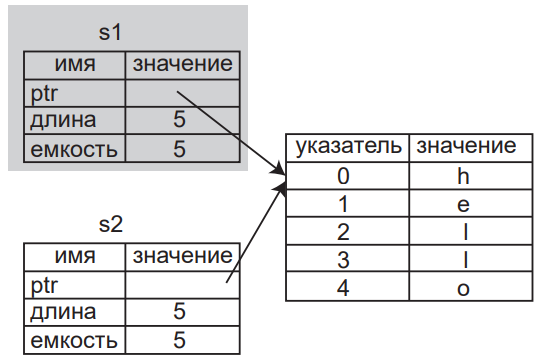 s1
имя значение
ptr
длина 5
емкость 5
s2
имя значение
ptr
длина 5
емкость 5
указатель значение
0 h
1 e
2 l
3 l
4 o